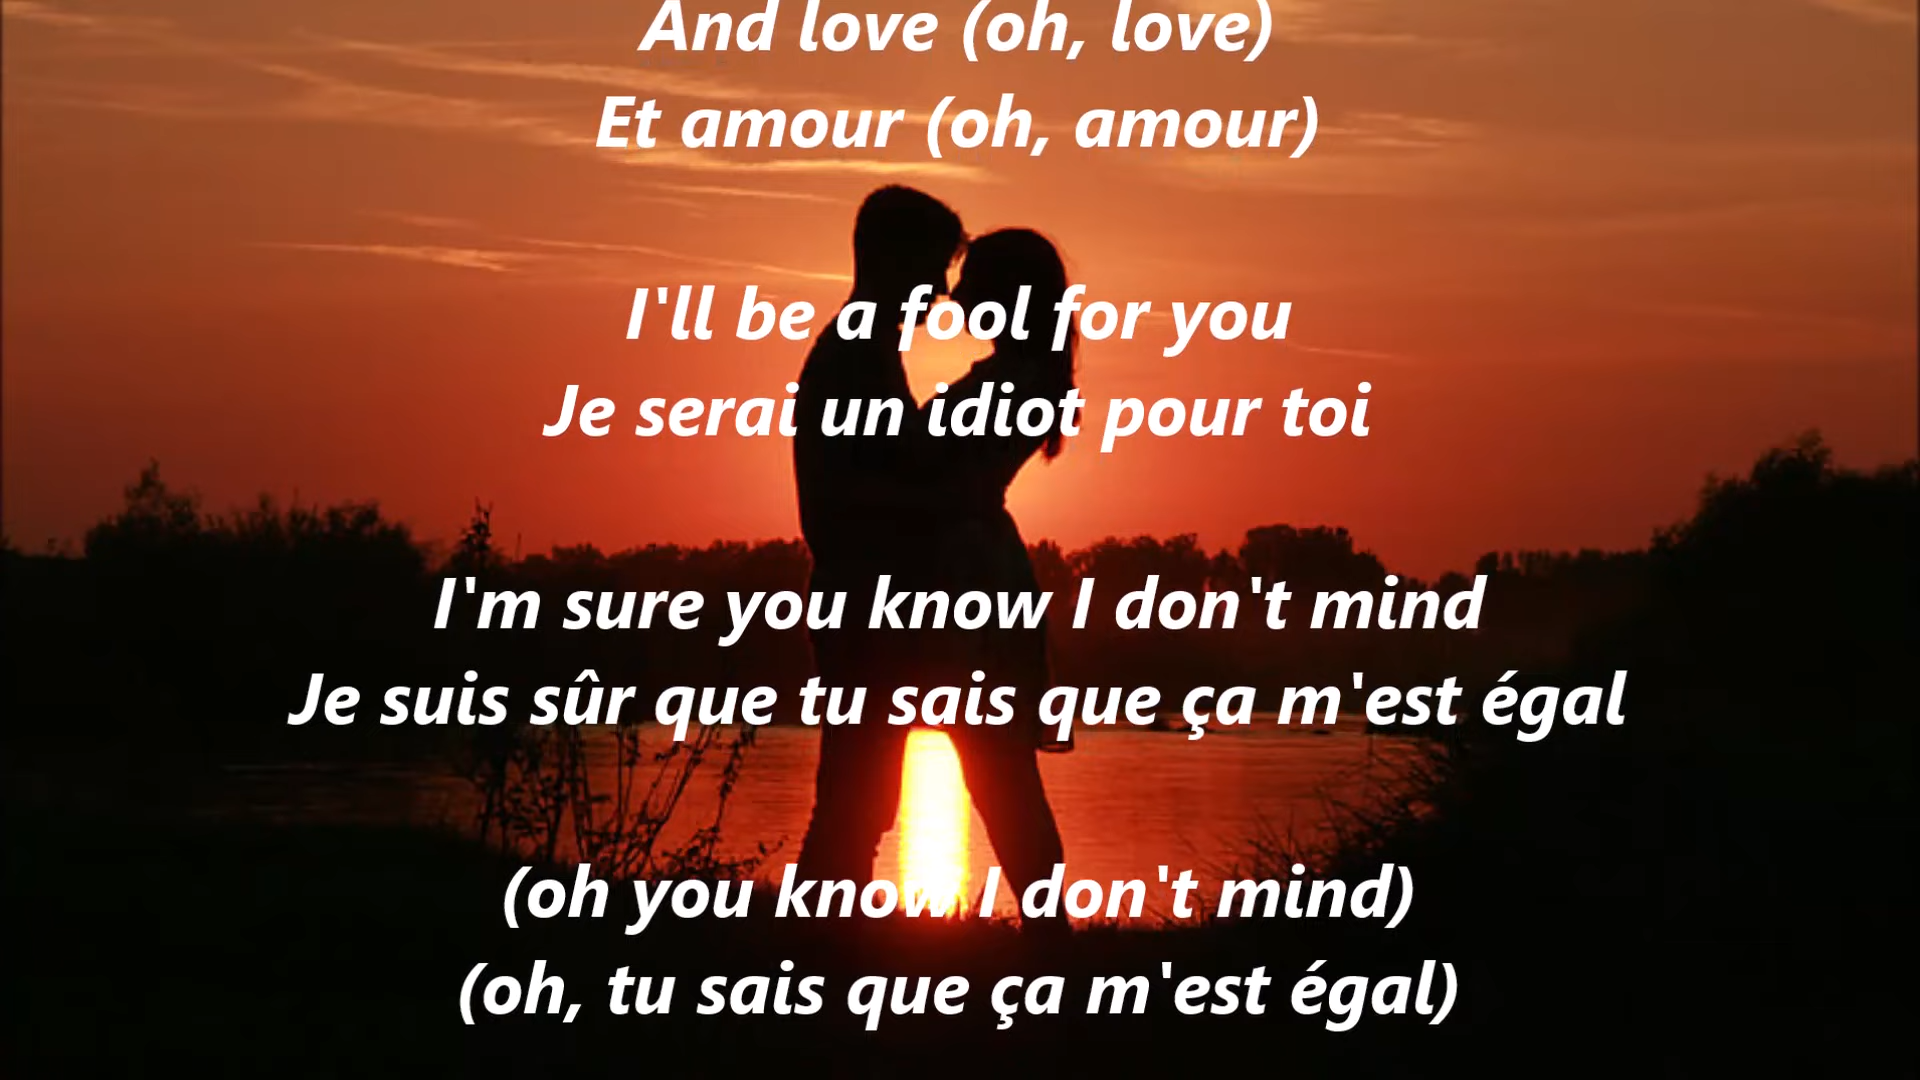 And love (oh, love)
Et amour (oh, amour)
I'll be a fool for you
Je serai un idiot pour toi
I'm sure you know I don't mind
Je suis sûr que tu sais que ça m'est égal
(oh you know I don't mind)
(oh, tu sais que ça m'est égal)